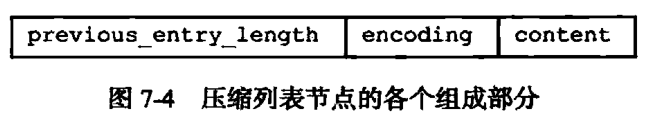 previous_entry_length encoding content
图 7-4 压缩列表节点的各个组成部分